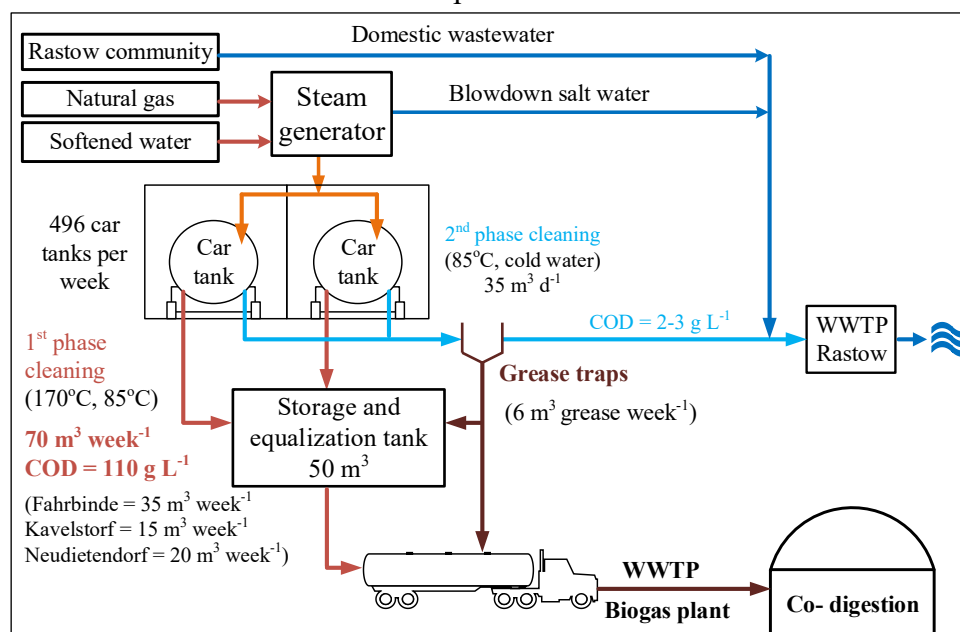 Rastow community
Domestic wastewater
Natural gas
Softened water
Steam
generator
Blowdown salt water
496 car
tanks per
week
Car
tank
Car
tank
2nd phase cleaning
(85oC, cold water)
35 m3 d-1
COD = 2-3 g L-1
WWTP
Rastow
1st phase
cleaning
(170oC, 85oC)
70 m3 week-1
COD = 110 g L-1
(Fahrbinde = 35 m3 week-1
Kavelstorf = 15 m3 week-1
Neudietendorf = 20 m3 week-1)
Storage and
equalization tank
50 m3
Grease traps
(6 m3 grease week-1)
WWTP
Biogas plant
Co- digestion